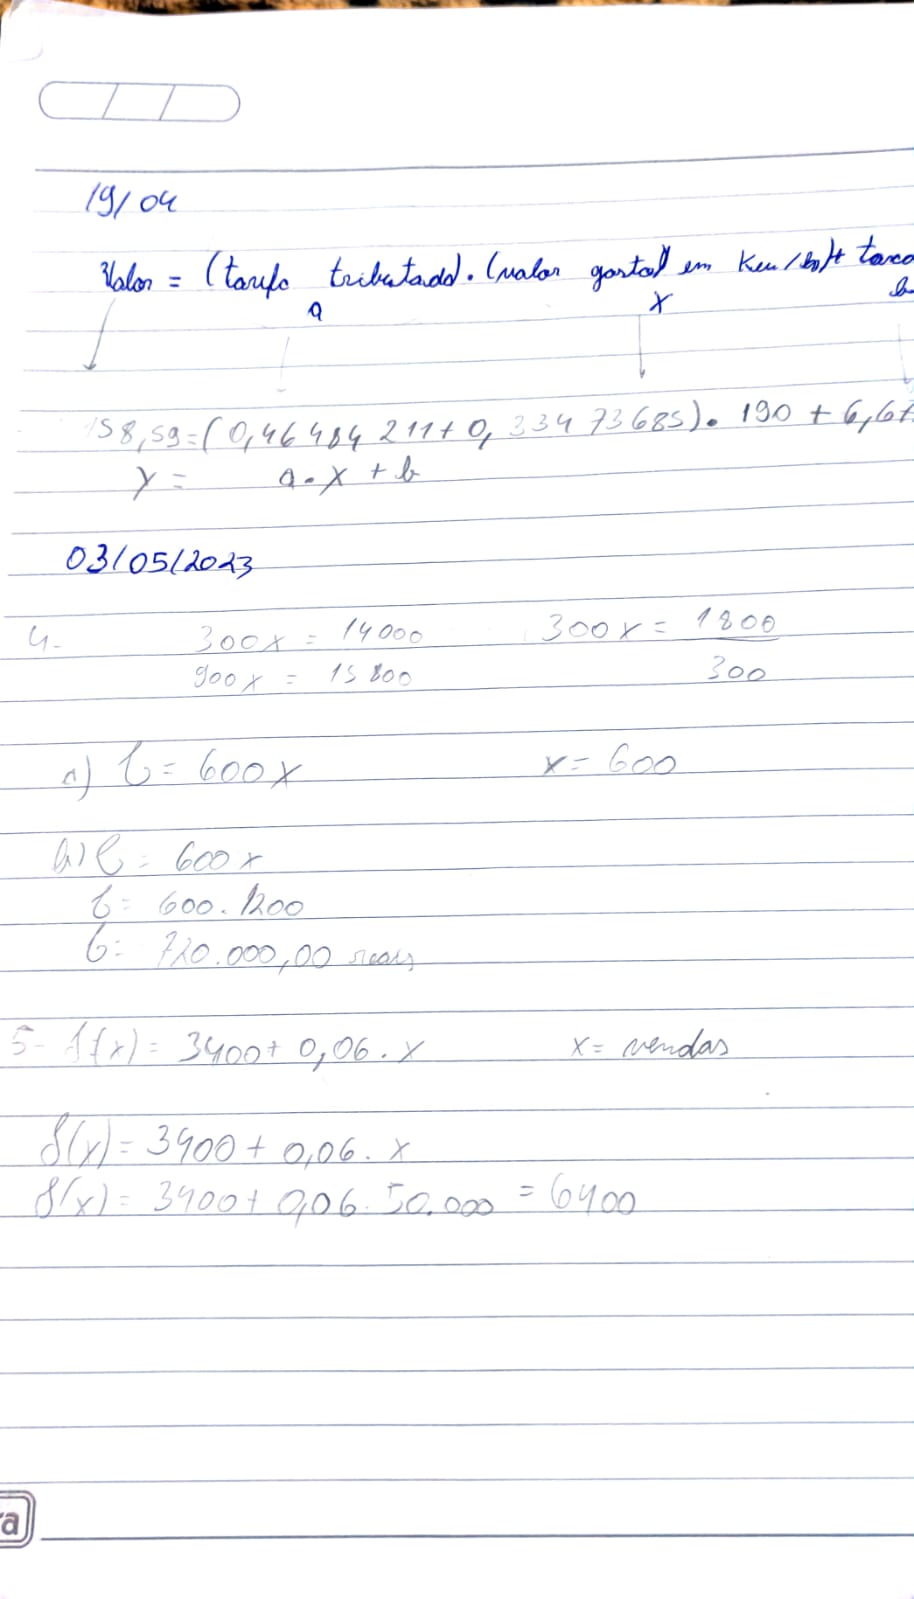 19/04
Valor = (tarifa tributada).(valor gasto) em Kw/h)+ taxa
a x b
158,59=(0,46484211+0,33473685). 190 + 6,67
y = a.x + b
03/05/2023
4- 300x = 14000 300x = 1800
900x = 15800 300
a) C = 600x x = 600
b) C = 600x
C = 600.1200
C = 720.000,00 reais
5- f(x) = 3400+ 0,06.x x = vendas
f(x) = 3400 + 0,06.x
f(x) = 3400+ 0,06.50.000 = 6400
ra